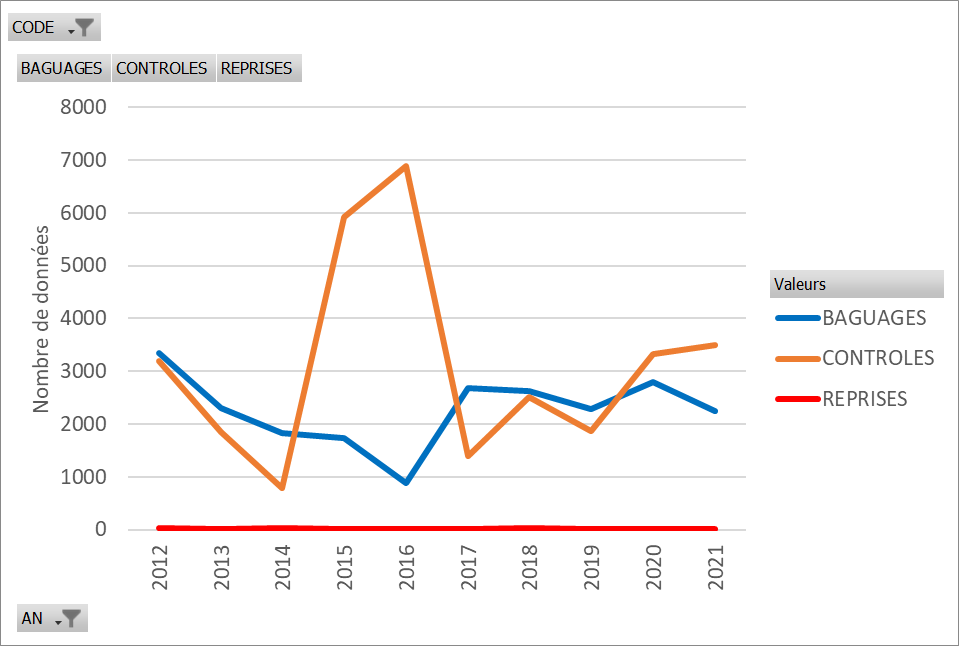 CODE
BAGUAGES CONTROLES REPRISES
Nombre de données
8000
7000
6000
5000
4000
3000
2000
1000
0
2012 2013 2014 2015 2016 2017 2018 2019 2020 2021
Valeurs
BAGUAGES
CONTROLES
REPRISES
AN